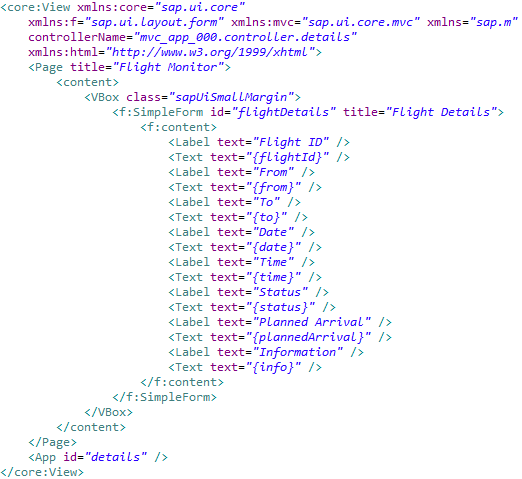 <core:View xmlns:core="sap.ui.core"
xmlns:f="sap.ui.layout.form" xmlns:mvc="sap.ui.core.mvc" xmlns="sap.m"
controllerName="mvc_app_000.controller.details"
xmlns:html="http://www.w3.org/1999/xhtml">
<Page title="Flight Monitor">
<content>
<VBox class="sapUiSmallMargin">
<f:SimpleForm id="flightDetails" title="Flight Details">
<f:content>
<Label text="Flight ID" />
<Text text="{flightId}" />
<Label text="From" />
<Text text="{from}" />
<Label text="To" />
<Text text="{to}" />
<Label text="Date" />
<Text text="{date}" />
<Label text="Time" />
<Text text="{time}" />
<Label text="Status" />
<Text text="{status}" />
<Label text="Planned Arrival" />
<Text text="{plannedArrival}" />
<Label text="Information" />
<Text text="{info}" />
</f:content>
</f:SimpleForm>
</VBox>
</content>
</Page>
<App id="details" />
</core:View>